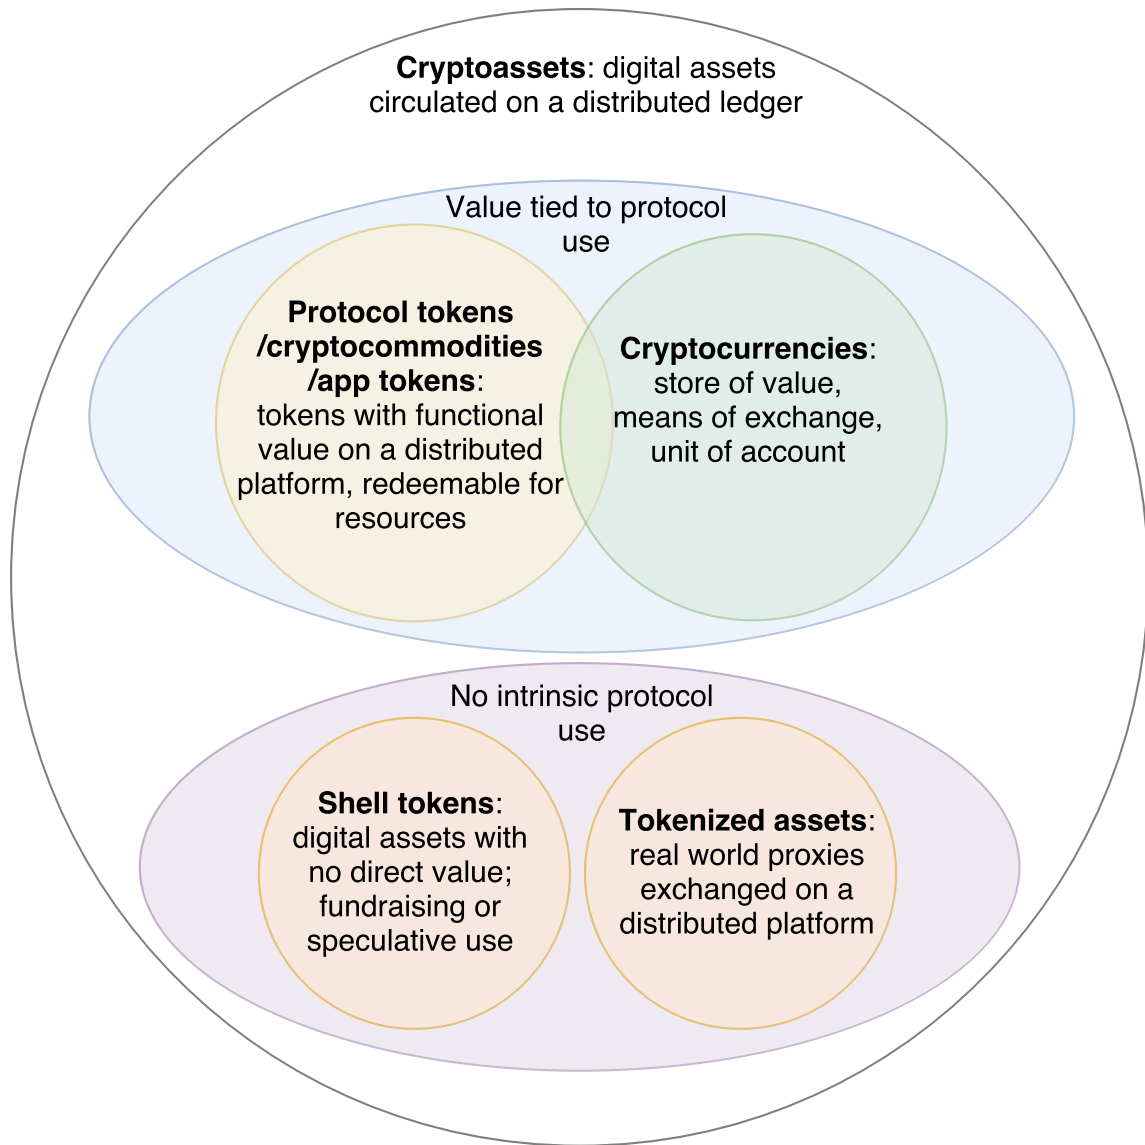 Cryptoassets: digital assets
circulated on a distributed ledger
Value tied to protocol
use
Protocol tokens
/cryptocommodities
/app tokens:
tokens with functional
value on a distributed
platform, redeemable for
resources
Cryptocurrencies:
store of value,
means of exchange,
unit of account
No intrinsic protocol
use
Shell tokens:
digital assets with
no direct value;
fundraising or
speculative use
Tokenized assets:
real world proxies
exchanged on a
distributed platform